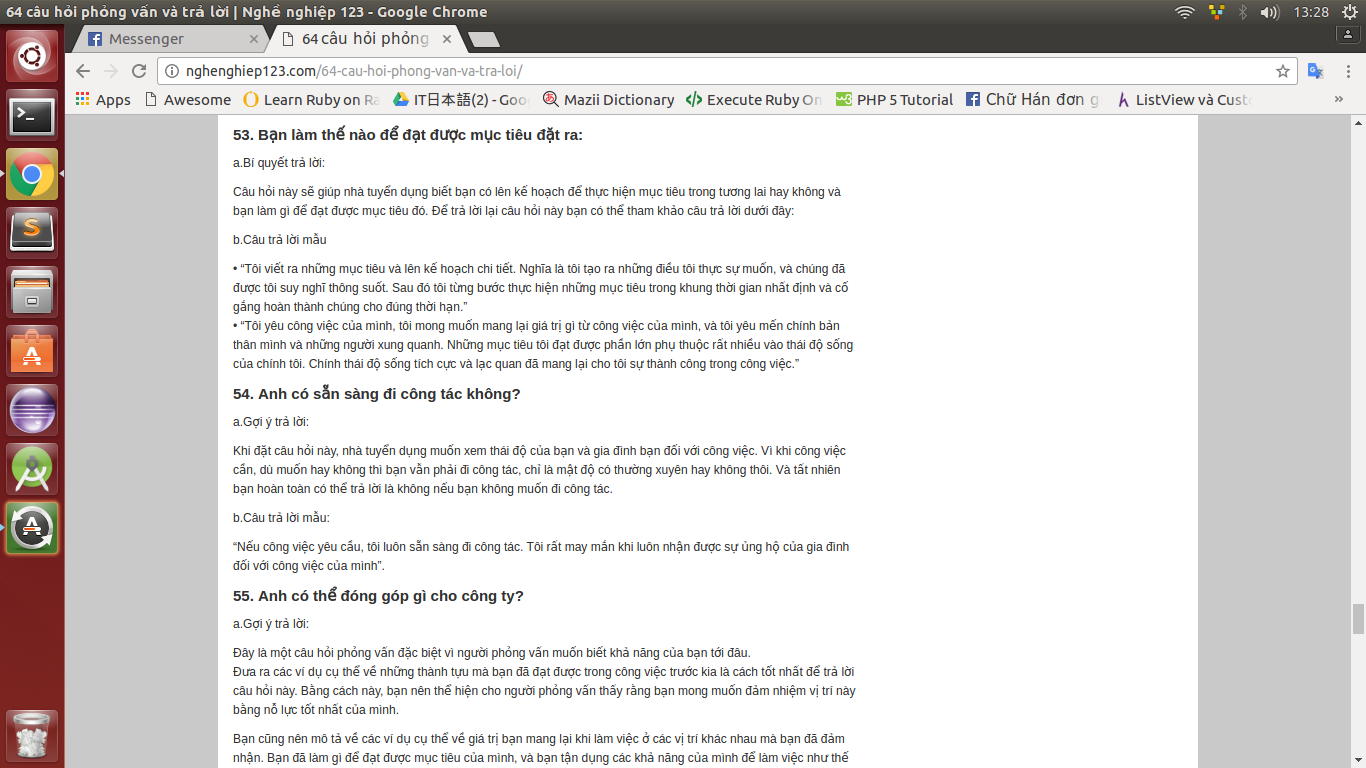 64 câu hỏi phỏng vấn và trả lời | Nghề nghiệp 123 - Google Chrome
13:28
Messenger
64 câu hỏi phỏng
nghenghiep123.com/64-cau-hoi-phong-van-va-tra-loi/
Apps Awesome Learn Ruby on Ra IT日本語(2) - Goo Mazii Dictionary Execute Ruby On PHP 5 Tutorial Chữ Hán đơn g ListView và Cust »
53. Bạn làm thế nào để đạt được mục tiêu đặt ra:
a.Bí quyết trả lời:
Câu hỏi này sẽ giúp nhà tuyển dụng biết bạn có lên kế hoạch để thực hiện mục tiêu trong tương lai hay không và
bạn làm gì để đạt được mục tiêu đó. Để trả lời lại câu hỏi này bạn có thể tham khảo câu trả lời dưới đây:
b.Câu trả lời mẫu
• “Tôi viết ra những mục tiêu và lên kế hoạch chi tiết. Nghĩa là tôi tạo ra những điều tôi thực sự muốn, và chúng đã
được tôi suy nghĩ thông suốt. Sau đó tôi từng bước thực hiện những mục tiêu trong khung thời gian nhất định và cố
gắng hoàn thành chúng cho đúng thời hạn.”
• “Tôi yêu công việc của mình, tôi mong muốn mang lại giá trị gì từ công việc của mình, và tôi yêu mến chính bản
thân mình và những người xung quanh. Những mục tiêu tôi đạt được phần lớn phụ thuộc rất nhiều vào thái độ sống
của chính tôi. Chính thái độ sống tích cực và lạc quan đã mang lại cho tôi sự thành công trong công việc.”
54. Anh có sẵn sàng đi công tác không?
a.Gợi ý trả lời:
Khi đặt câu hỏi này, nhà tuyển dụng muốn xem thái độ của bạn và gia đình bạn đối với công việc. Vì khi công việc
cần, dù muốn hay không thì bạn vẫn phải đi công tác, chỉ là mật độ có thường xuyên hay không thôi. Và tất nhiên
bạn hoàn toàn có thể trả lời là không nếu bạn không muốn đi công tác.
b.Câu trả lời mẫu:
“Nếu công việc yêu cầu, tôi luôn sẵn sàng đi công tác. Tôi rất may mắn khi luôn nhận được sự ủng hộ của gia đình
đối với công việc của mình”.
55. Anh có thể đóng góp gì cho công ty?
a.Gợi ý trả lời:
Đây là một câu hỏi phỏng vấn đặc biệt vì người phỏng vấn muốn biết khả năng của bạn tới đâu.
Đưa ra các ví dụ cụ thể về những thành tựu mà bạn đã đạt được trong công việc trước kia là cách tốt nhất để trả lời
câu hỏi này. Bằng cách này, bạn nên thể hiện cho người phỏng vấn thấy rằng bạn mong muốn đảm nhiệm vị trí này
bằng nỗ lực tốt nhất của mình.
Bạn cũng nên mô tả về các ví dụ cụ thể về giá trị bạn mang lại khi làm việc ở các vị trí khác nhau mà bạn đã đảm
nhận. Bạn đã làm gì để đạt được mục tiêu của mình, và bạn tận dụng các khả năng của mình để làm việc như thế